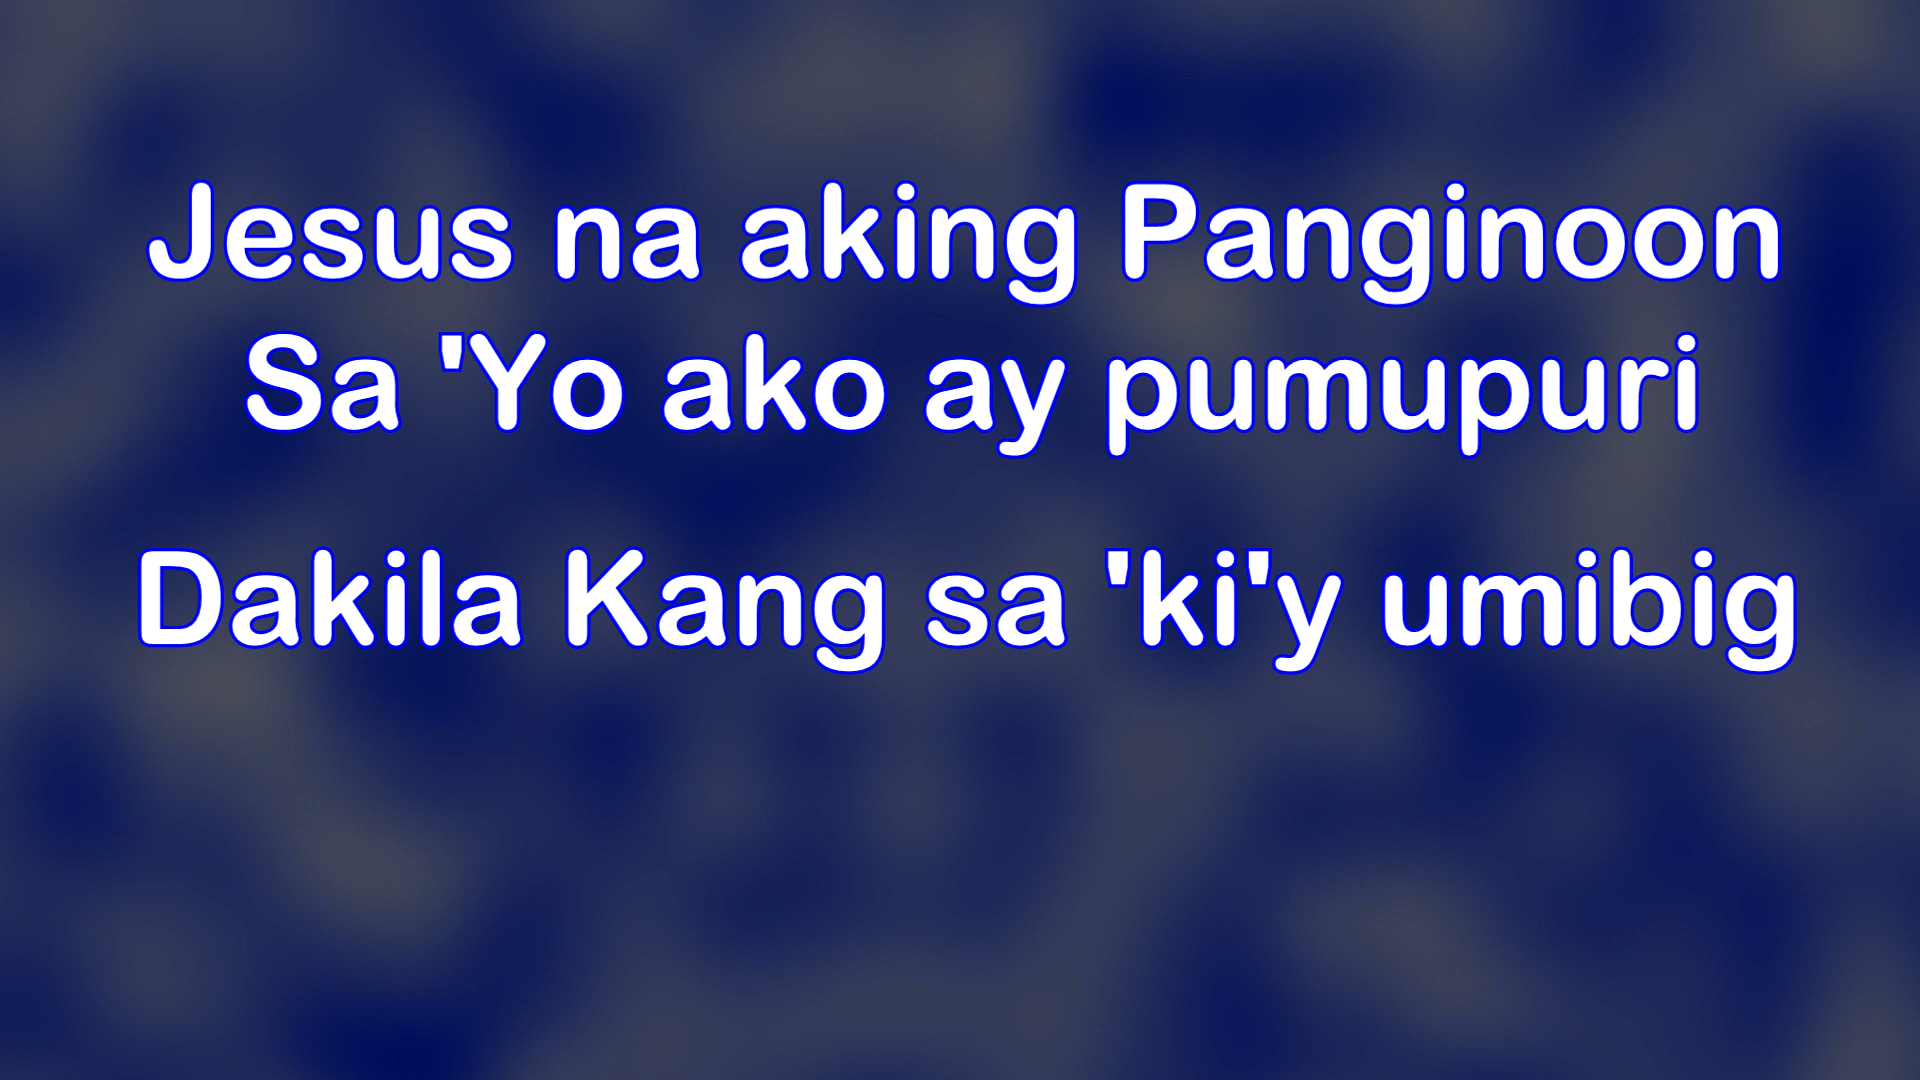 Jesus na aking Panginoon
Sa 'Yo ako ay pumupuri
Dakila Kang sa 'ki'y umibig